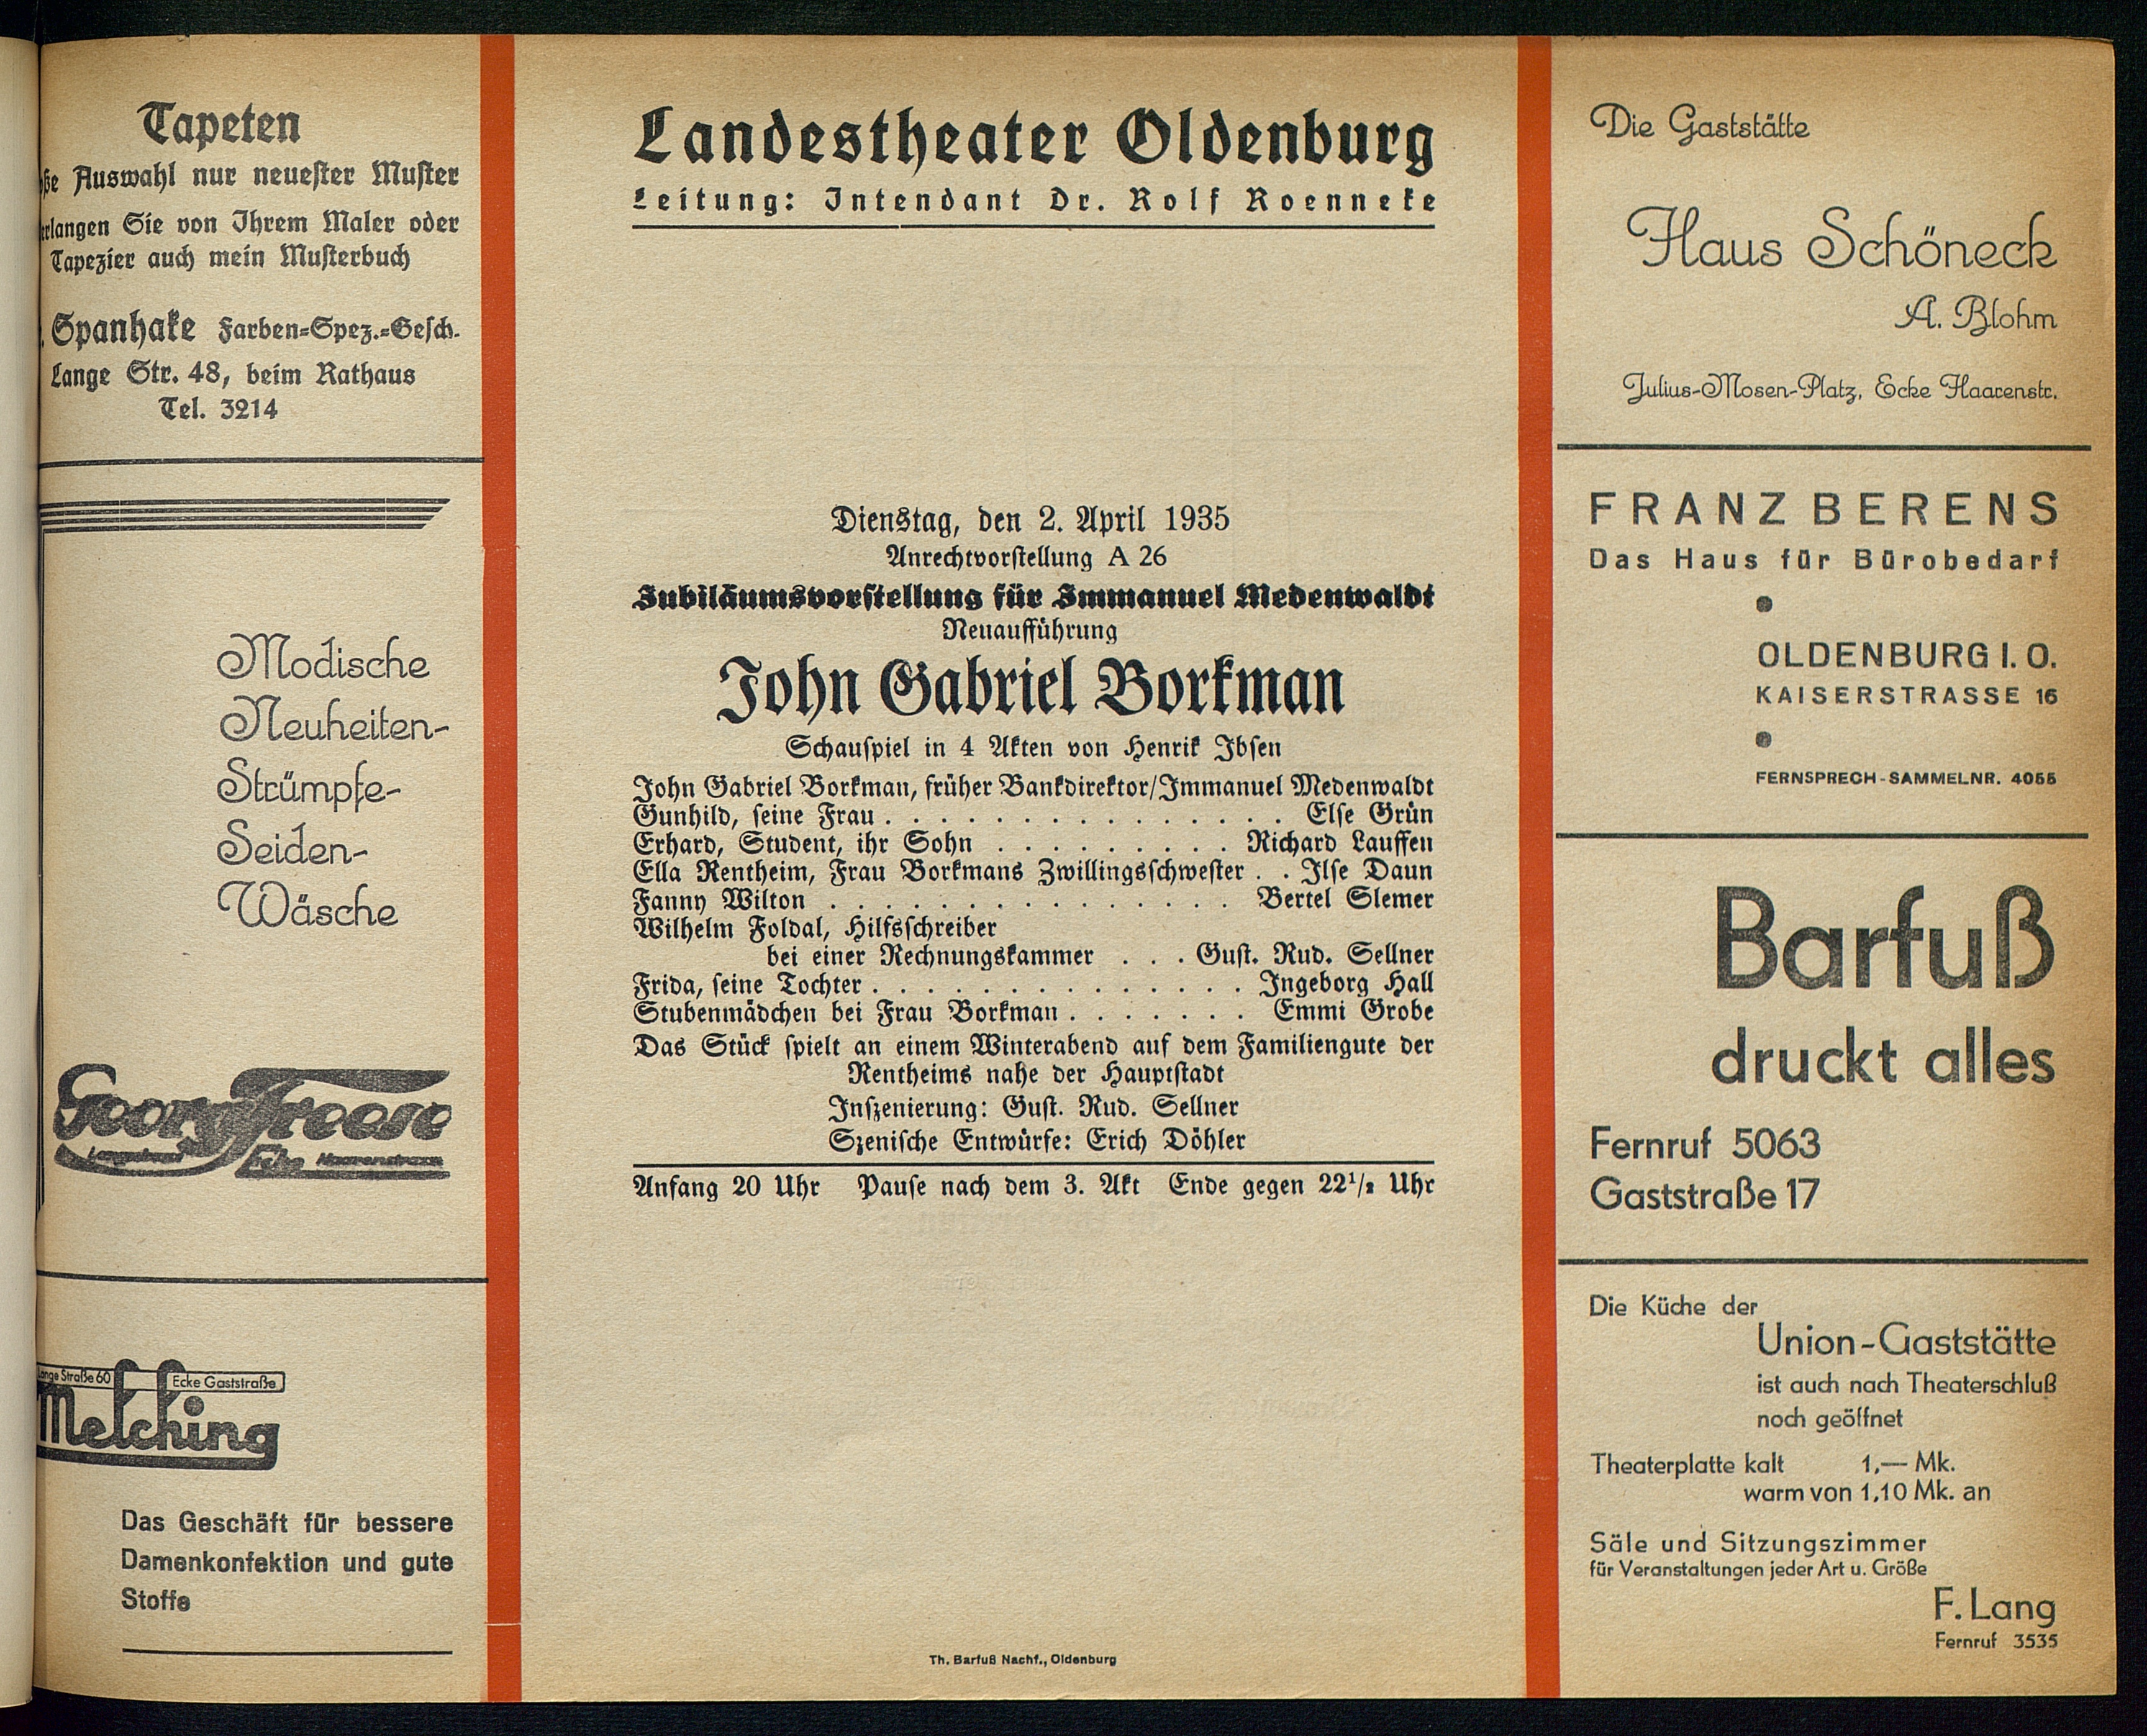 Tapeten
Auswahl nur neuester Muster
Sie von Ihrem Maler oder
Tapezier auch mein Musterbuch
Spanhake Farben-Spez.-Gesch.
Lange Str. 48, beim Rathaus
Tel. 3214
Modische
Neuheiten-
Strümpfe-
Seiden-
Wäsche
Georg Freese
Langestrasse Ecke Haarenstrasse
Straße 60 Ecke Gaststraße
Melching
Das Geschäft für bessere
Damenkonfektion und gute
Stoffe
Landestheater Oldenburg
Leitung: Intendant Dr. Rolf Roenneke
Dienstag, den 2. April 1935
Anrechtvorstellung A 26
Jubiläumsvorstellung für Immanuel Medenwaldt
Neuaufführung
John Gabriel Borkman
Schauspiel in 4 Akten von Henrik Ibsen
John Gabriel Borkman, früher Bankdirektor/Immanuel Medenwaldt
Gunhild, seine Frau . . . . . . . . . . . . . . . Else Grün
Erhard, Student, ihr Sohn . . . . . . . . . Richard Lauffen
Ella Rentheim, Frau Borkmans Zwillingsschwester . . Ilse Daun
Fanny Wilton . . . . . . . . . . . . . . . Bertel Slemer
Wilhelm Foldal, Hilfsschreiber
bei einer Rechnungskammer . . . Gust. Rud. Sellner
Frida, seine Tochter . . . . . . . . . . . . . . Ingeborg Hall
Stubenmädchen bei Frau Borkman . . . . . . . Emmi Grobe
Das Stück spielt an einem Winterabend auf dem Familiengute der
Rentheims nahe der Hauptstadt
Inszenierung: Gust. Rud. Sellner
Szenische Entwürfe: Erich Döhler
Anfang 20 Uhr Pause nach dem 3. Akt Ende gegen 22½ Uhr
Th. Barfuß Nachf., Oldenburg
Die Gaststätte
Haus Schöneck
A. Blohm
Julius-Mosen-Platz, Ecke Haarenstr.
FRANZ BERENS
Das Haus für Bürobedarf
OLDENBURG I. O.
KAISERSTRASSE 16
FERNSPRECH-SAMMELNR. 4055
Barfuß
druckt alles
Fernruf 5063
Gaststraße 17
Die Küche der
Union-Gaststätte
ist auch nach Theaterschluß
noch geöffnet
Theaterplatte kalt 1,— Mk.
warm von 1,10 Mk. an
Säle und Sitzungszimmer
für Veranstaltungen jeder Art u. Größe
F. Lang
Fernruf 3535